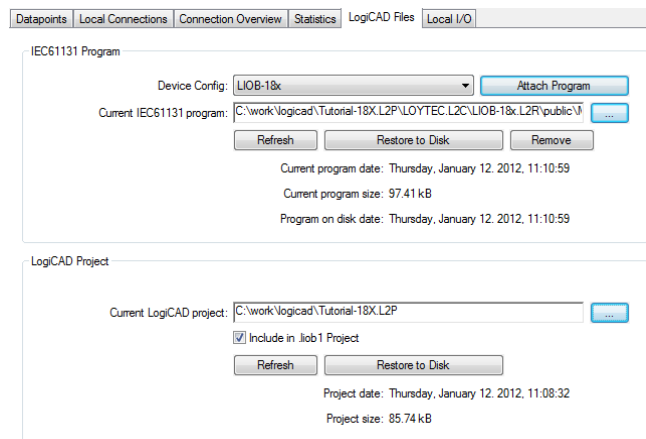 Datapoints Local Connections Connection Overview Statistics LogiCAD Files Local I/O
IEC61131 Program
Device Config: LIOB-18x Attach Program
Current IEC61131 program: C:\work\logicad\Tutorial-18X.L2P\LOYTEC.L2C\LIOB-18x.L2R\public\ ...
Refresh Restore to Disk Remove
Current program date: Thursday, January 12. 2012, 11:10:59
Current program size: 97.41 kB
Program on disk date: Thursday, January 12. 2012, 11:10:59
LogiCAD Project
Current LogiCAD project: C:\work\logicad\Tutorial-18X.L2P ...
Include in .liob1 Project
Refresh Restore to Disk
Project date: Thursday, January 12. 2012, 11:08:32
Project size: 85.74 kB